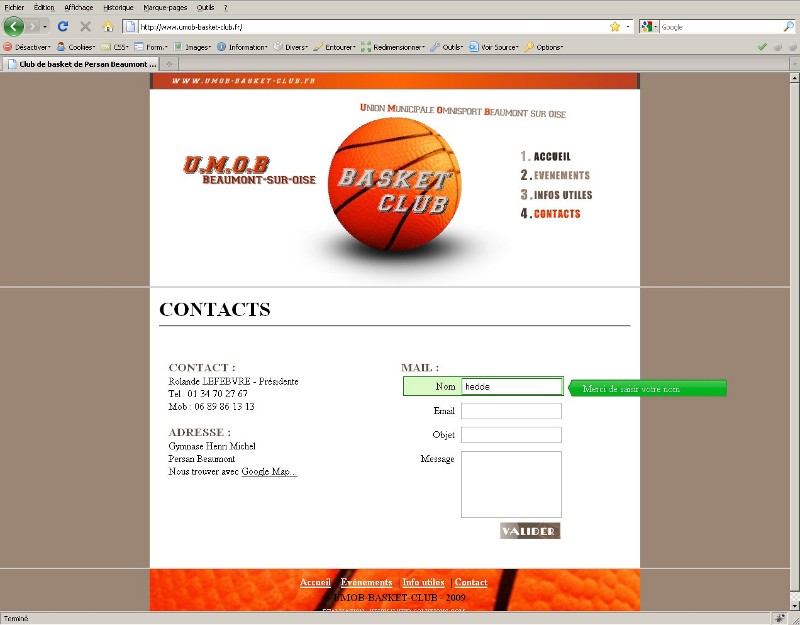 Fichier Édition Affichage Historique Marque-pages Outils ?
http://www.umob-basket-club.fr/
Google
Désactiver Cookies CSS Form. Images Information Divers Entourer Redimensionner Outils Voir Source Options
Club de basket de Persan Beaumont ...
WWW.UMOB-BASKET-CLUB.FR
UNION MUNICIPALE OMNISPORT BEAUMONT SUR OISE
U.M.O.B
BEAUMONT-SUR-OISE
BASKET
CLUB
1. ACCUEIL
2. EVENEMENTS
3. INFOS UTILES
4. CONTACTS
CONTACTS
CONTACT :
Rolande LEFEBVRE - Présidente
Tel : 01 34 70 27 67
Mob : 06 89 86 13 13
ADRESSE :
Gymnase Henri Michel
Persan Beaumont
Nous trouver avec Google Map...
MAIL :
Nom hedde
Merci de saisir votre nom
Email
Objet
Message
VALIDER
Accueil | Evénements | Info utiles | Contact
UMOB-BASKET-CLUB - 2009
Terminé